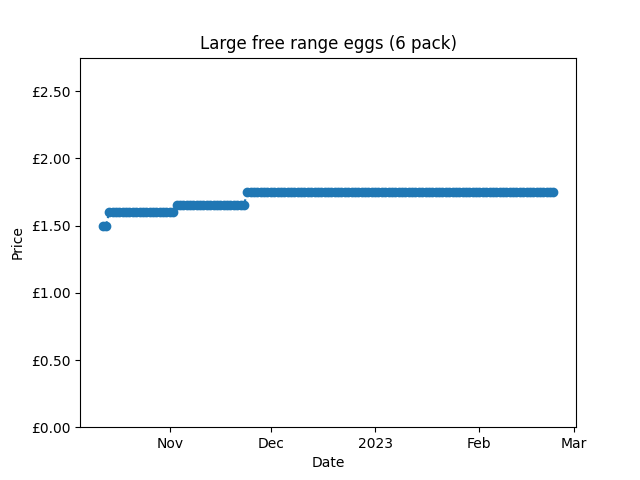 Large free range eggs (6 pack)
£2.50
£2.00
£1.50
£1.00
£0.50
£0.00
Price
Nov
Dec
2023
Feb
Mar
Date